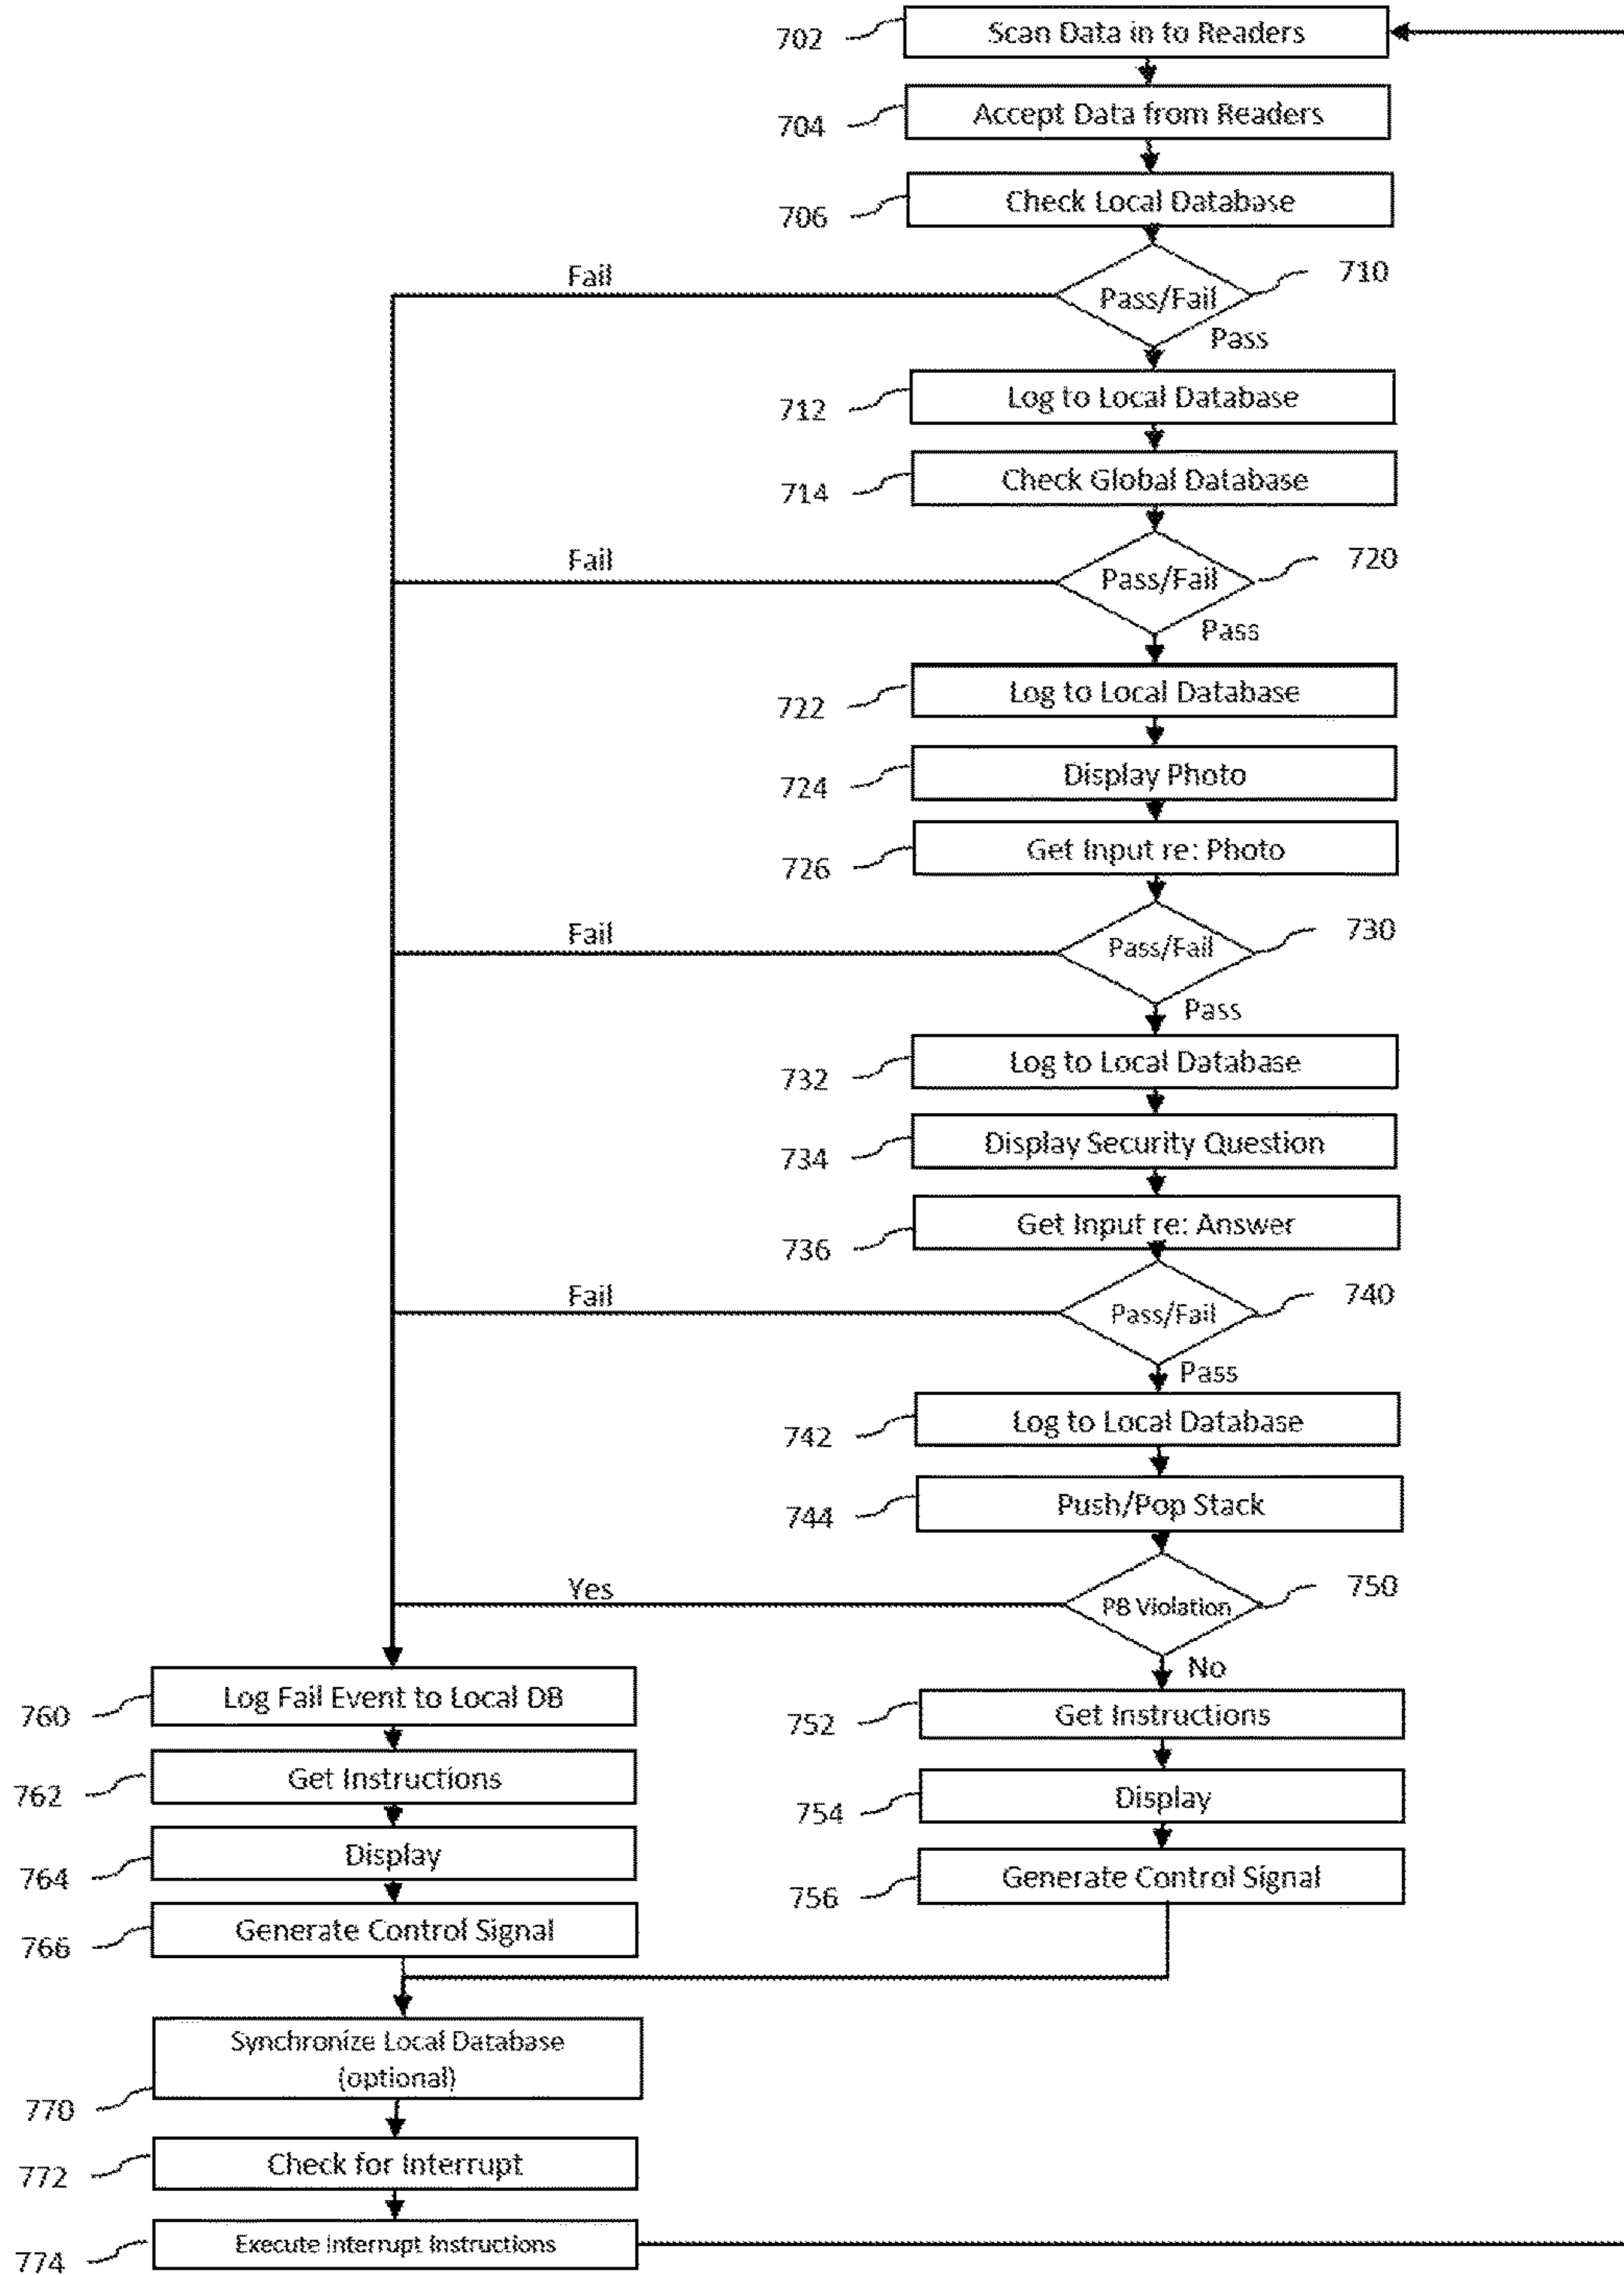 702
Scan Data in to Readers
704
Accept Data from Readers
706
Check Local Database
710
Fail
Pass/Fail
Pass
712
Log to Local Database
714
Check Global Database
720
Fail
Pass/Fail
Pass
722
Log to Local Database
724
Display Photo
726
Get Input re: Photo
730
Fail
Pass/Fail
Pass
732
Log to Local Database
734
Display Security Question
736
Get Input re: Answer
740
Fail
Pass/Fail
Pass
742
Log to Local Database
744
Push/Pop Stack
750
Yes
PB Violation
No
752
Get Instructions
754
Display
756
Generate Control Signal
760
Log Fail Event to Local DB
762
Get Instructions
764
Display
766
Generate Control Signal
770
Synchronize Local Database
(optional)
772
Check for Interrupt
774
Execute Interrupt Instructions